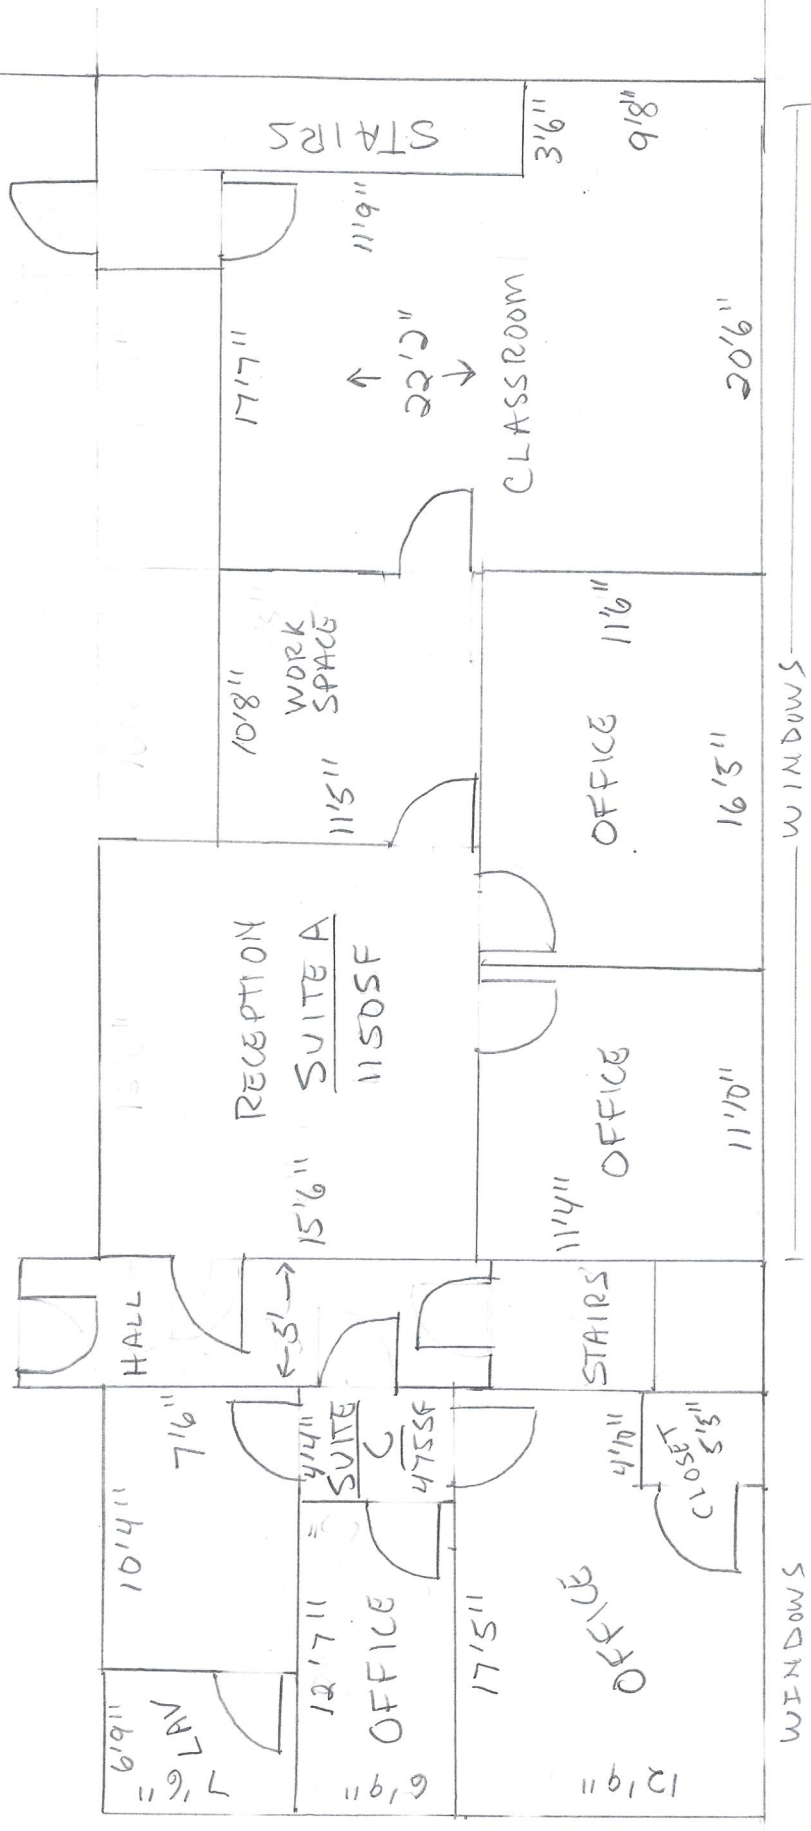 STAIRS
3'6"
9'8"
11'9"
17'7"
22'2"
CLASSROOM
20'6"
10'8"
WORK
SPACE
11'5"
OFFICE
11'6"
16'3"
WINDOWS
RECEPTION
SUITE A
1150SF
15'6"
OFFICE
11'4"
11'10"
HALL
5'
STAIRS
7'6"
10'4"
4'4"
SUITE
C
475SF
4'10"
CLOSET
5'3"
6'9"
LAV
7'6"
12'7"
OFFICE
6'9"
17'5"
OFFICE
12'9"
WINDOWS